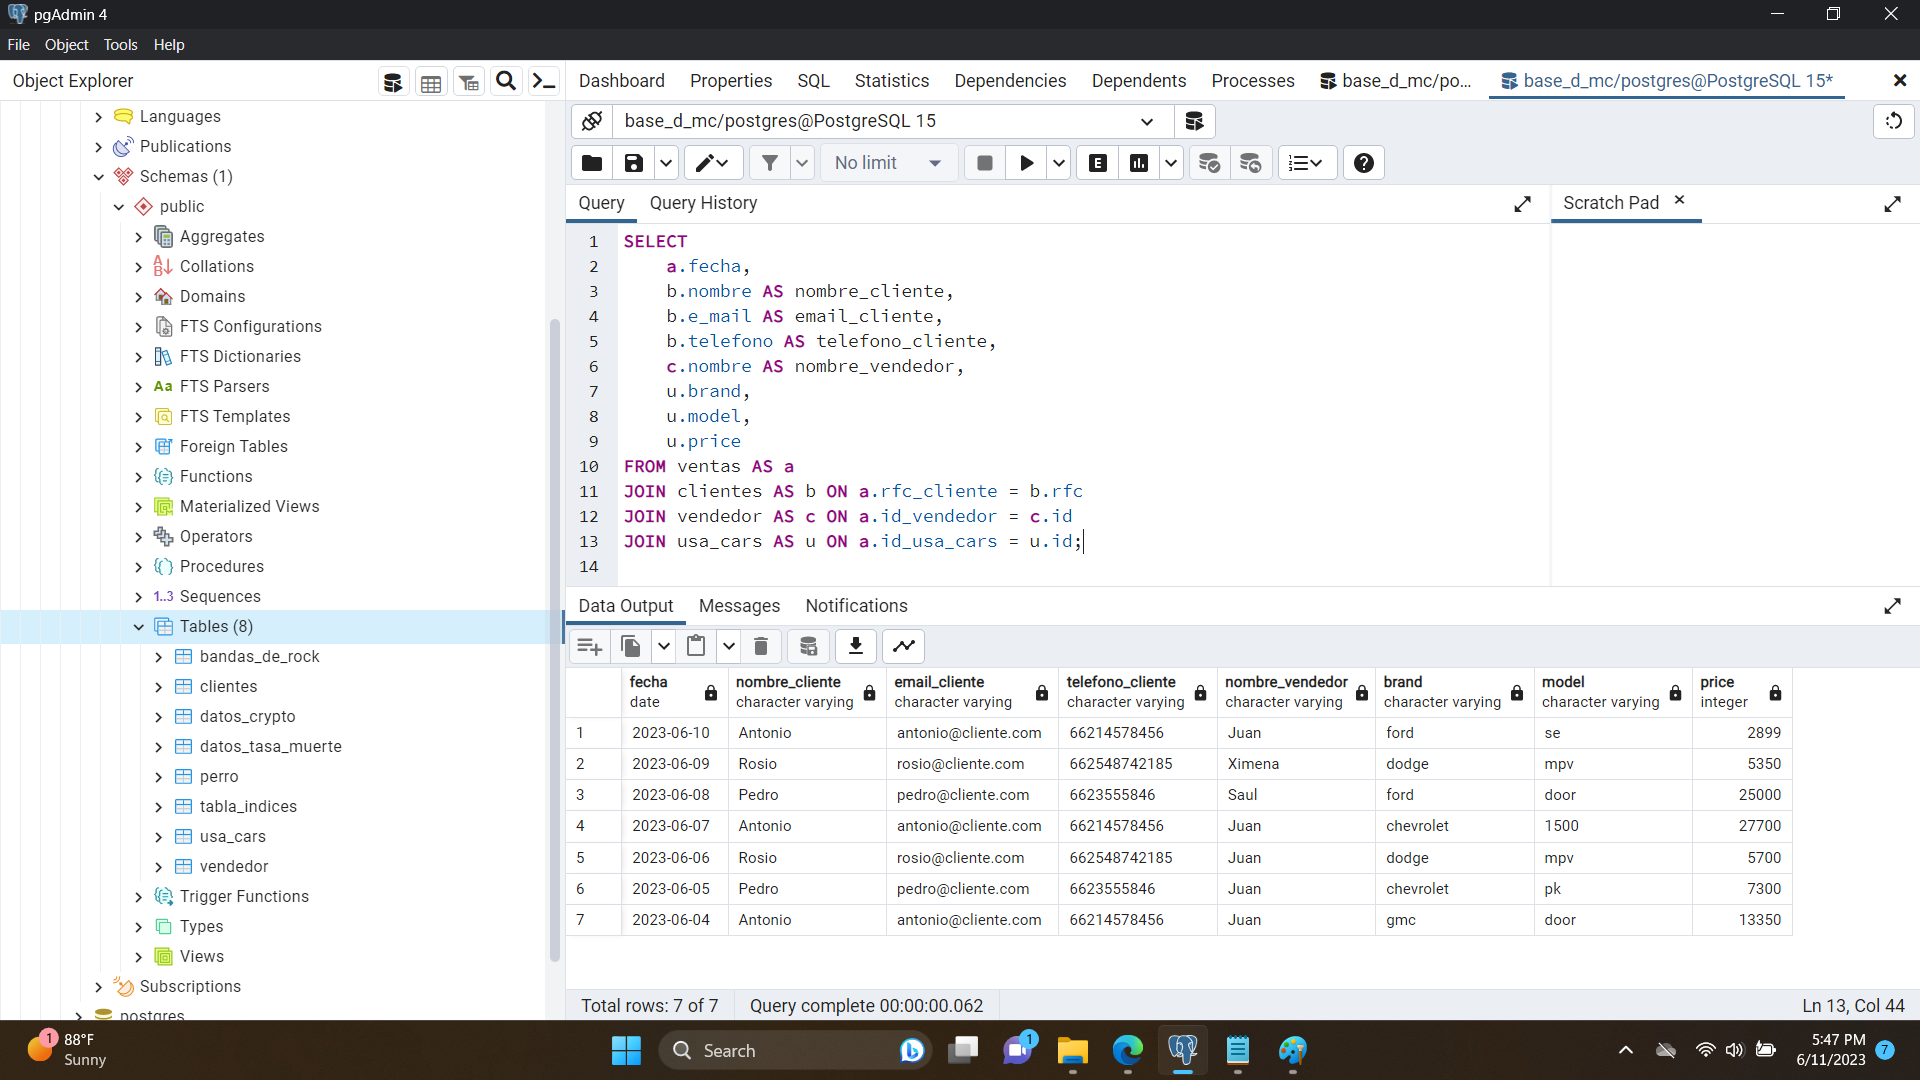 pgAdmin 4
File Object Tools Help
Object Explorer
Dashboard Properties SQL Statistics Dependencies Dependents Processes base_d_mc/po... base_d_mc/postgres@PostgreSQL 15*
Languages
Publications
Schemas (1)
public
Aggregates
Collations
Domains
FTS Configurations
FTS Dictionaries
Aa FTS Parsers
FTS Templates
Foreign Tables
Functions
Materialized Views
Operators
Procedures
1..3 Sequences
Tables (8)
bandas_de_rock
clientes
datos_crypto
datos_tasa_muerte
perro
tabla_indices
usa_cars
vendedor
Trigger Functions
Types
Views
Subscriptions
postgres
base_d_mc/postgres@PostgreSQL 15
No limit
E
Query Query History
Scratch Pad
1 SELECT
2 a.fecha,
3 b.nombre AS nombre_cliente,
4 b.e_mail AS email_cliente,
5 b.telefono AS telefono_cliente,
6 c.nombre AS nombre_vendedor,
7 u.brand,
8 u.model,
9 u.price
10 FROM ventas AS a
11 JOIN clientes AS b ON a.rfc_cliente = b.rfc
12 JOIN vendedor AS c ON a.id_vendedor = c.id
13 JOIN usa_cars AS u ON a.id_usa_cars = u.id;
14
Data Output Messages Notifications
fecha nombre_cliente email_cliente telefono_cliente nombre_vendedor brand model price
date character varying character varying character varying character varying character varying character varying integer
1 2023-06-10 Antonio antonio@cliente.com 66214578456 Juan ford se 2899
2 2023-06-09 Rosio rosio@cliente.com 662548742185 Ximena dodge mpv 5350
3 2023-06-08 Pedro pedro@cliente.com 6623555846 Saul ford door 25000
4 2023-06-07 Antonio antonio@cliente.com 66214578456 Juan chevrolet 1500 27700
5 2023-06-06 Rosio rosio@cliente.com 662548742185 Juan dodge mpv 5700
6 2023-06-05 Pedro pedro@cliente.com 6623555846 Juan chevrolet pk 7300
7 2023-06-04 Antonio antonio@cliente.com 66214578456 Juan gmc door 13350
Total rows: 7 of 7 Query complete 00:00:00.062 Ln 13, Col 44
1 88°F
Sunny
Search
1
5:47 PM
6/11/2023
7